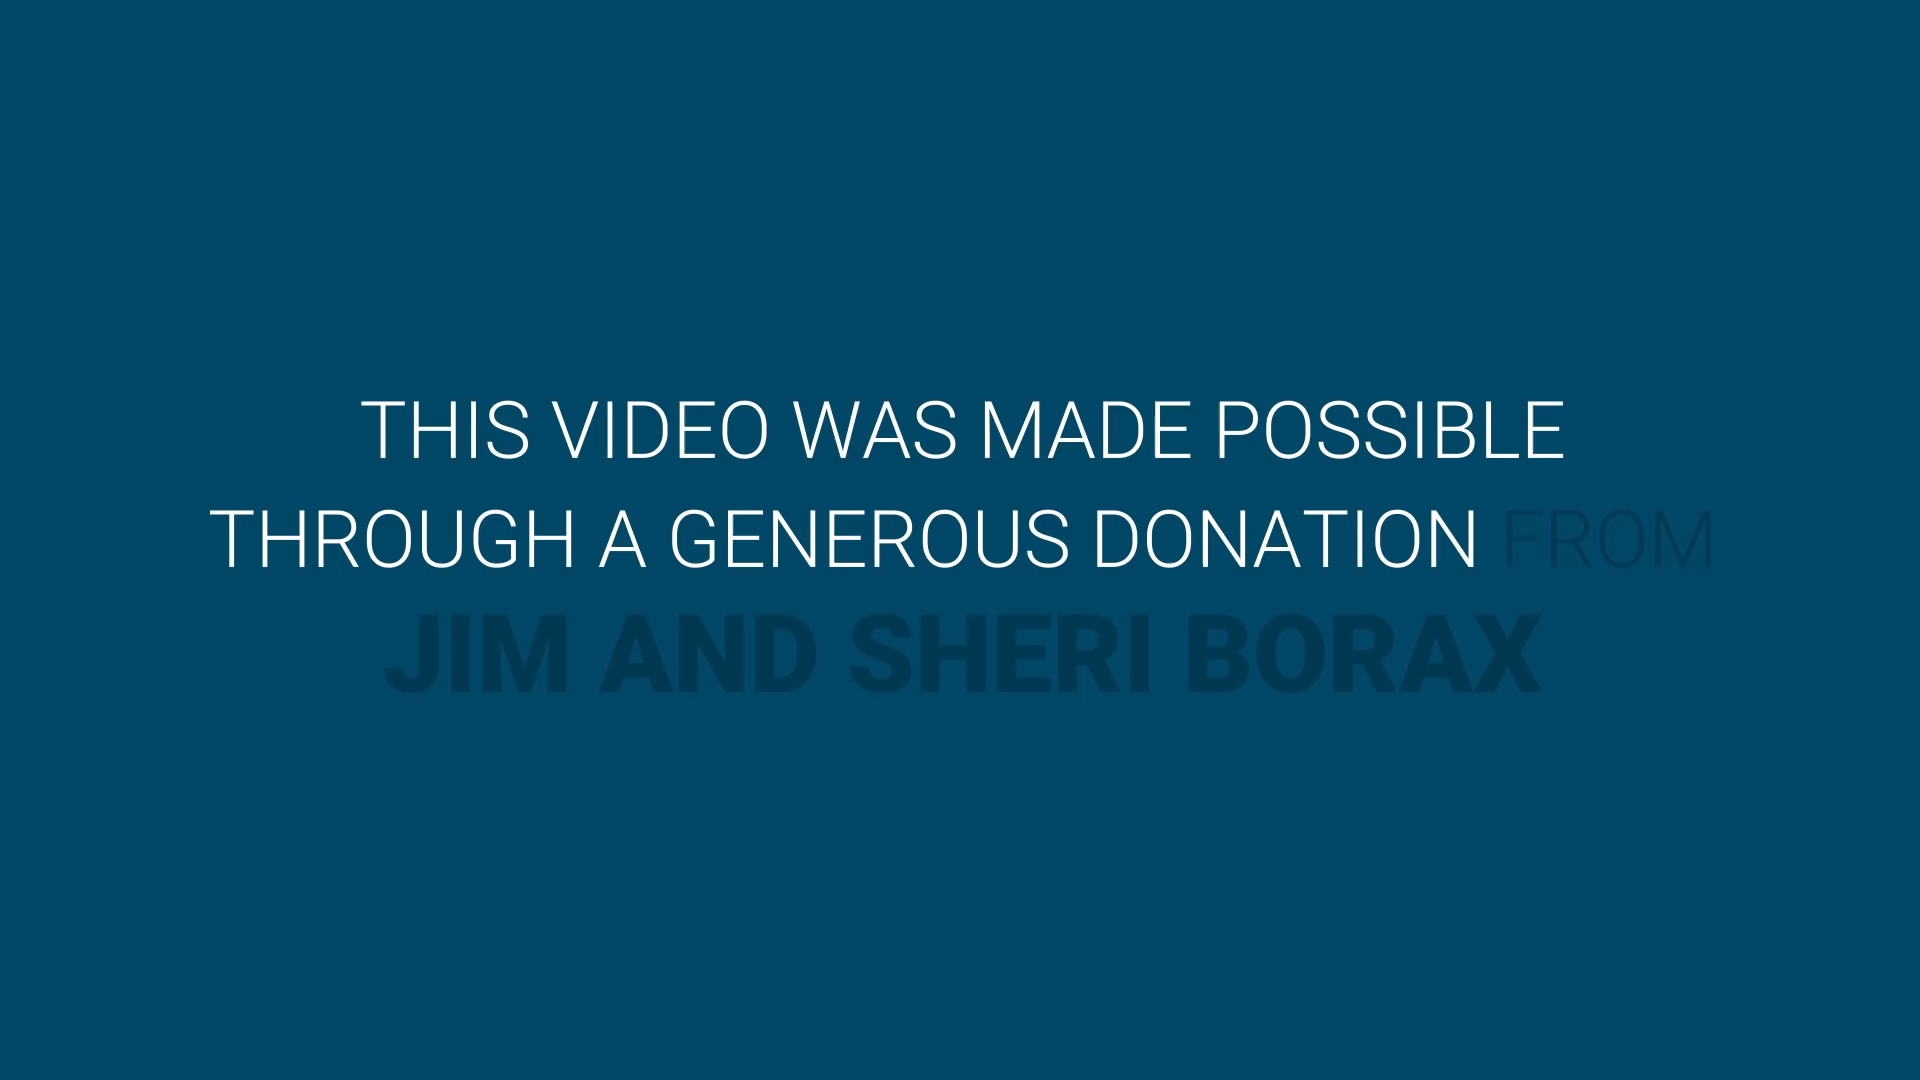 THIS VIDEO WAS MADE POSSIBLE
THROUGH A GENEROUS DONATION FROM
JIM AND SHERI BORAX